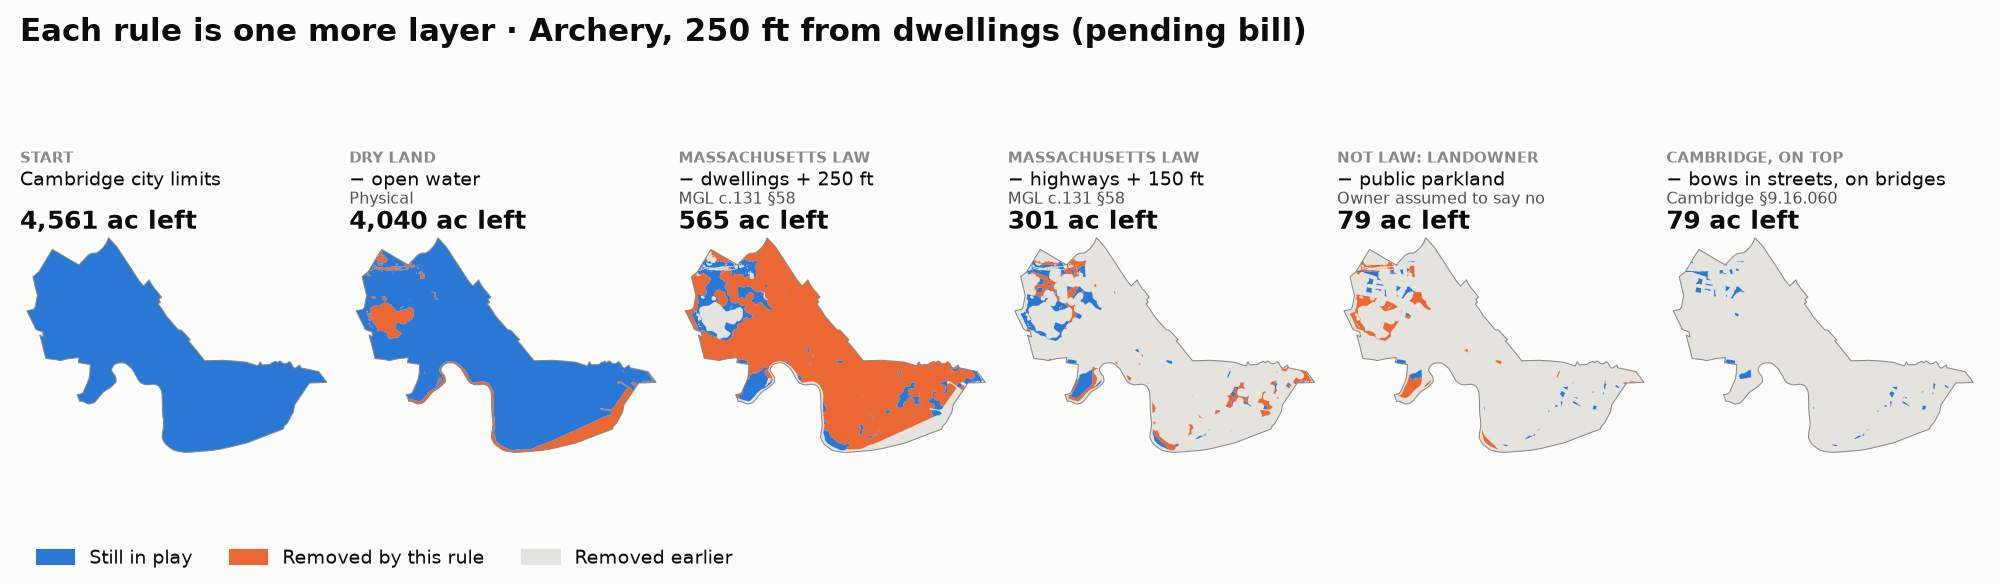 Each rule is one more layer · Archery, 250 ft from dwellings (pending bill)
START
Cambridge city limits
4,561 ac left
DRY LAND
− open water
Physical
4,040 ac left
MASSACHUSETTS LAW
− dwellings + 250 ft
MGL c.131 §58
565 ac left
MASSACHUSETTS LAW
− highways + 150 ft
MGL c.131 §58
301 ac left
NOT LAW: LANDOWNER
− public parkland
Owner assumed to say no
79 ac left
CAMBRIDGE, ON TOP
− bows in streets, on bridges
Cambridge §9.16.060
79 ac left
Still in play
Removed by this rule
Removed earlier